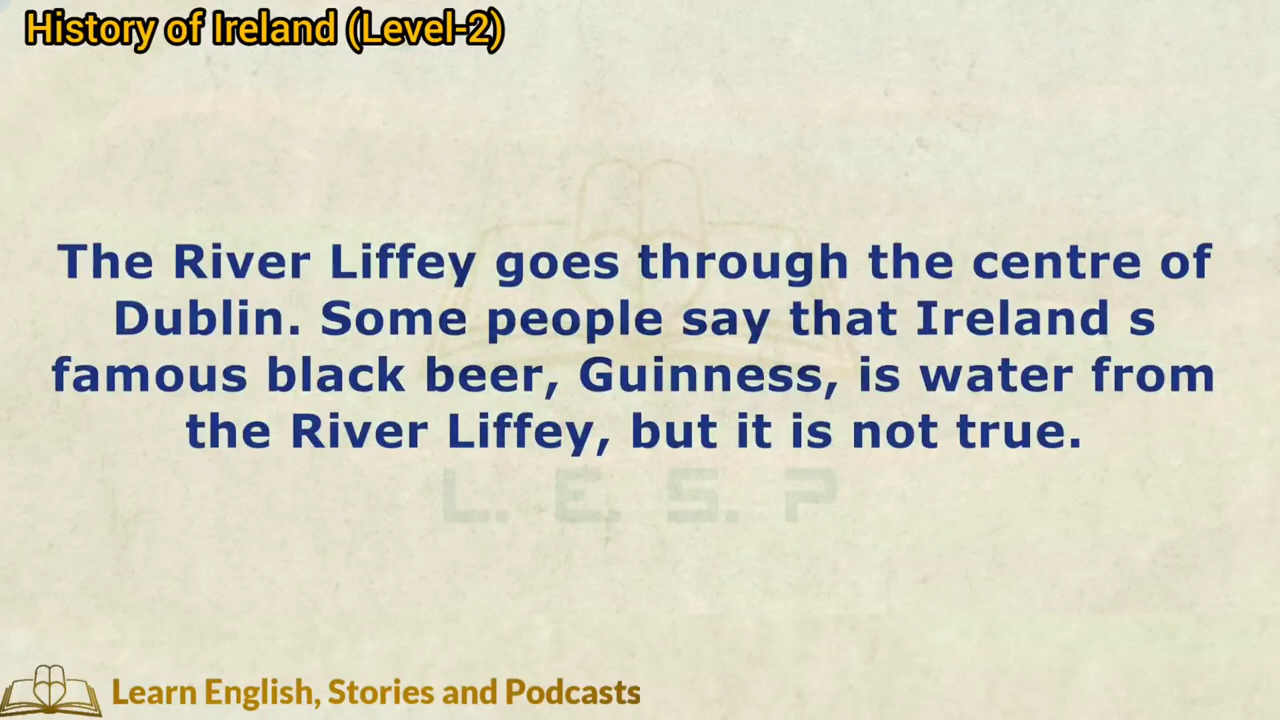 History of Ireland (Level-2)
The River Liffey goes through the centre of
Dublin. Some people say that Ireland s
famous black beer, Guinness, is water from
the River Liffey, but it is not true.
L. E. S. P
Learn English, Stories and Podcasts